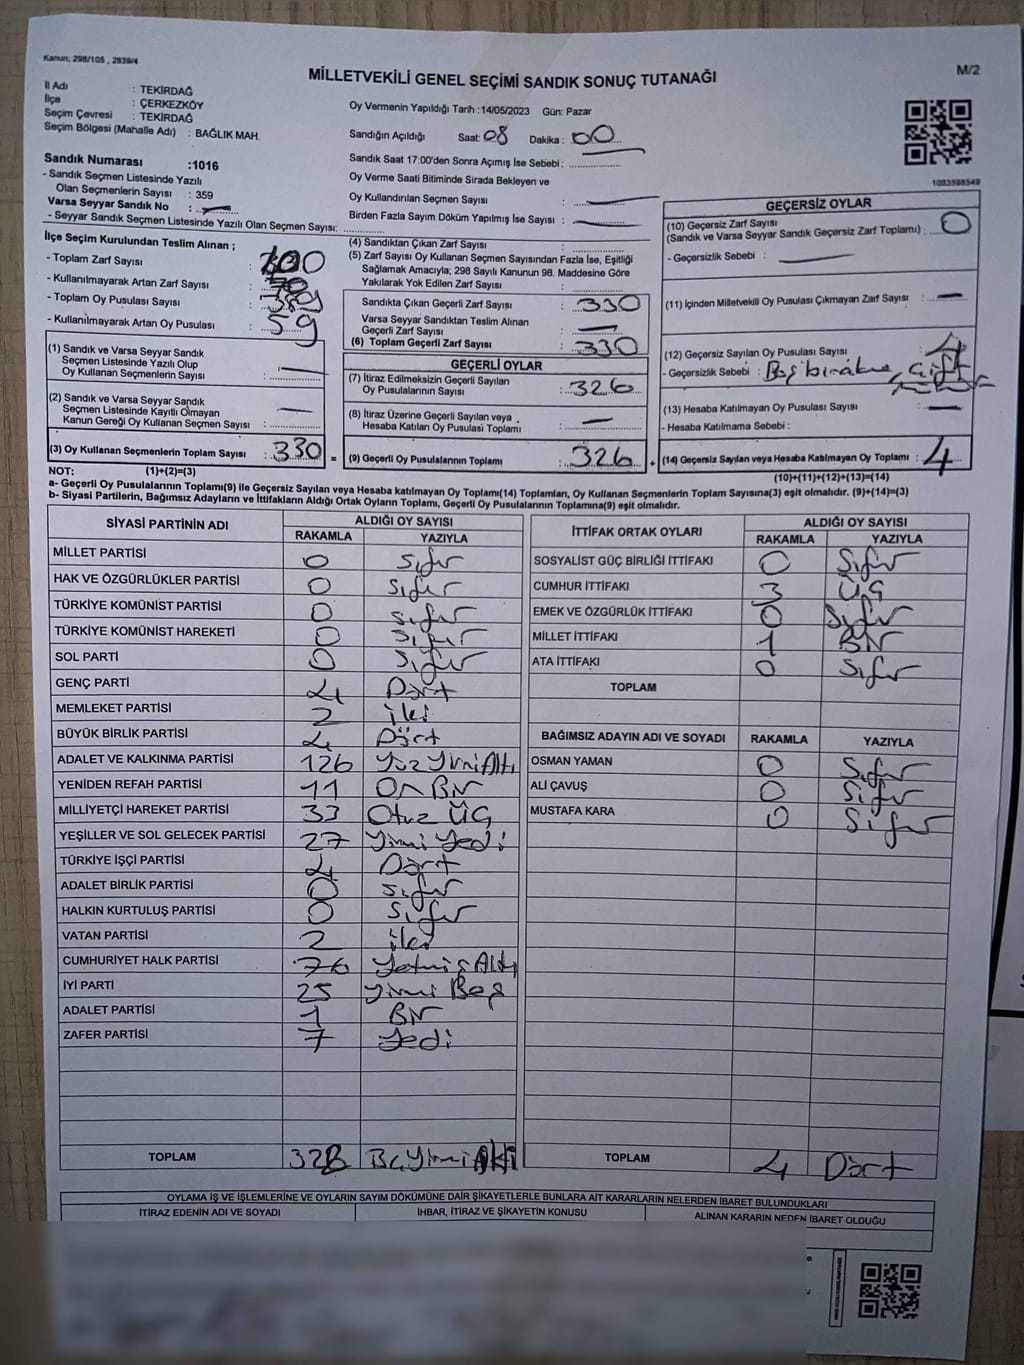 Kanun; 298/105 , 2839/4
MİLLETVEKİLİ GENEL SEÇİMİ SANDIK SONUÇ TUTANAĞI
M/2
İl Adı : TEKİRDAĞ
İlçe : ÇERKEZKÖY
Seçim Çevresi : TEKİRDAĞ
Seçim Bölgesi (Mahalle Adı) : BAĞLIK MAH.
Oy Vermenin Yapıldığı Tarih :14/05/2023 Gün: Pazar
Sandığın Açıldığı Saat: 08 Dakika : 00
Sandık Numarası :1016
- Sandık Seçmen Listesinde Yazılı
Olan Seçmenlerin Sayısı : 359
Varsa Seyyar Sandık No : —
- Seyyar Sandık Seçmen Listesinde Yazılı Olan Seçmen Sayısı:
Sandık Saat 17:00'den Sonra Açımış İse Sebebi :
Oy Verme Saati Bitiminde Sırada Bekleyen ve
Oy Kullandırılan Seçmen Sayısı : —
Birden Fazla Sayım Döküm Yapılmış İse Sayısı : —
1083598549
İlçe Seçim Kurulundan Teslim Alınan ;
- Toplam Zarf Sayısı :
- Kullanılmayarak Artan Zarf Sayısı :
- Toplam Oy Pusulası Sayısı :
- Kullanılmayarak Artan Oy Pusulası : 59
(1) Sandık ve Varsa Seyyar Sandık
Seçmen Listesinde Yazılı Olup
Oy Kullanan Seçmenlerin Sayısı : —
(2) Sandık ve Varsa Seyyar Sandık
Seçmen Listesinde Kayıtlı Olmayan
Kanun Gereği Oy Kullanan Seçmen Sayısı : —
(3) Oy Kullanan Seçmenlerin Toplam Sayısı : 330 =
(4) Sandıktan Çıkan Zarf Sayısı :
(5) Zarf Sayısı Oy Kullanan Seçmen Sayısından Fazla İse, Eşitliği
Sağlamak Amacıyla; 298 Sayılı Kanunun 98. Maddesine Göre
Yakılarak Yok Edilen Zarf Sayısı :
Sandıkta Çıkan Geçerli Zarf Sayısı : 330
Varsa Seyyar Sandıktan Teslim Alınan
Geçerli Zarf Sayısı : —
(6) Toplam Geçerli Zarf Sayısı : 330
GEÇERLİ OYLAR
(7) İtiraz Edilmeksizin Geçerli Sayılan
Oy Pusulalarının Sayısı : 326
(8) İtiraz Üzerine Geçerli Sayılan veya
Hesaba Katılan Oy Pusulası Toplamı : —
(9) Geçerli Oy Pusulalarının Toplamı : 326 +
GEÇERSİZ OYLAR
(10) Geçersiz Zarf Sayısı
(Sandık ve Varsa Seyyar Sandık Geçersiz Zarf Toplamı) : 0
- Geçersizlik Sebebi : —
(11) İçinden Milletvekili Oy Pusulası Çıkmayan Zarf Sayısı : —
(12) Geçersiz Sayılan Oy Pusulası Sayısı : 4
- Geçersizlik Sebebi : Boş bırakma, çift
(13) Hesaba Katılmayan Oy Pusulası Sayısı : —
- Hesaba Katılmama Sebebi :
(14) Geçersiz Sayılan veya Hesaba Katılmayan Oy Toplamı : 4
NOT: (1)+(2)=(3) (10)+(11)+(12)+(13)=(14)
a- Geçerli Oy Pusulalarının Toplamı(9) ile Geçersiz Sayılan veya Hesaba katılmayan Oy Toplamı(14) Toplamları, Oy Kullanan Seçmenlerin Toplam Sayısına(3) eşit olmalıdır. (9)+(14)=(3)
b- Siyasi Partilerin, Bağımsız Adayların ve İttifakların Aldığı Ortak Oyların Toplamı, Geçerli Oy Pusulalarının Toplamına(9) eşit olmalıdır.
SİYASİ PARTİNİN ADI ALDIĞI OY SAYISI
RAKAMLA YAZIYLA
MİLLET PARTİSİ 0 Sıfır
HAK VE ÖZGÜRLÜKLER PARTİSİ 0 Sıfır
TÜRKİYE KOMÜNİST PARTİSİ 0 Sıfır
TÜRKİYE KOMÜNİST HAREKETİ 0 Sıfır
SOL PARTİ 0 Sıfır
GENÇ PARTİ 4 Dört
MEMLEKET PARTİSİ 2 iki
BÜYÜK BİRLİK PARTİSİ 4 Dört
ADALET VE KALKINMA PARTİSİ 126 Yüz Yirmi Altı
YENİDEN REFAH PARTİSİ 11 On Bir
MİLLİYETÇİ HAREKET PARTİSİ 33 Otuz Üç
YEŞİLLER VE SOL GELECEK PARTİSİ 27 Yirmi Yedi
TÜRKİYE İŞÇİ PARTİSİ 4 Dört
ADALET BİRLİK PARTİSİ 0 Sıfır
HALKIN KURTULUŞ PARTİSİ 0 Sıfır
VATAN PARTİSİ 2 iki
CUMHURİYET HALK PARTİSİ 76 Yetmiş Altı
İYİ PARTİ 25 Yirmi Beş
ADALET PARTİSİ 1 Bir
ZAFER PARTİSİ 7 Yedi
TOPLAM
İTTİFAK ORTAK OYLARI ALDIĞI OY SAYISI
RAKAMLA YAZIYLA
SOSYALİST GÜÇ BİRLİĞİ İTTİFAKI 0 Sıfır
CUMHUR İTTİFAKI 3 Üç
EMEK VE ÖZGÜRLÜK İTTİFAKI 0 Sıfır
MİLLET İTTİFAKI 1 Bir
ATA İTTİFAKI 0 Sıfır
TOPLAM
BAĞIMSIZ ADAYIN ADI VE SOYADI RAKAMLA YAZIYLA
OSMAN YAMAN 0 Sıfır
ALİ ÇAVUŞ 0 Sıfır
MUSTAFA KARA 0 Sıfır
TOPLAM 4 Dört
OYLAMA İŞ VE İŞLEMLERİNE VE OYLARIN SAYIM DÖKÜMÜNE DAİR ŞİKAYETLERLE BUNLARA AİT KARARLARIN NELERDEN İBARET BULUNDUKLARI
İTİRAZ EDENİN ADI VE SOYADI İHBAR, İTİRAZ VE ŞİKAYETİN KONUSU ALINAN KARARIN NEDEN İBARET OLDUĞU